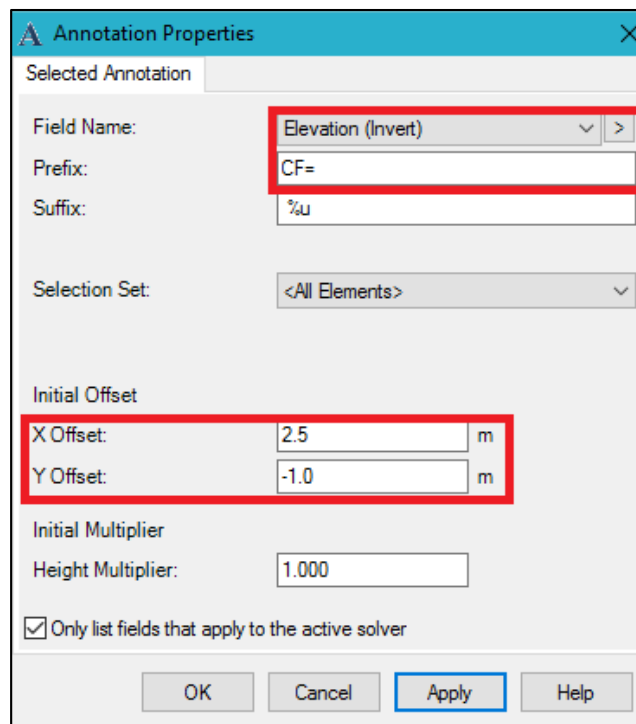 A Annotation Properties
Selected Annotation
Field Name: Elevation (Invert) >
Prefix: CF=
Suffix: %u
Selection Set: <All Elements>
Initial Offset
X Offset: 2.5 m
Y Offset: -1.0 m
Initial Multiplier
Height Multiplier: 1.000
Only list fields that apply to the active solver
OK Cancel Apply Help